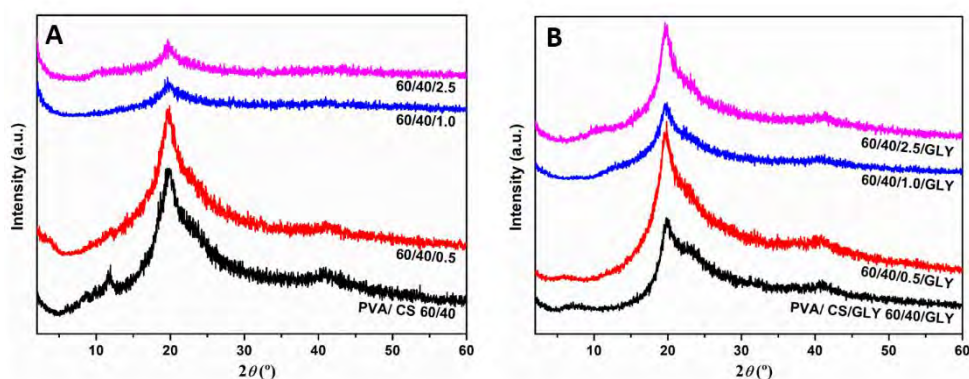 A
60/40/2.5
60/40/1.0
60/40/0.5
PVA/ CS 60/40
Intensity (a.u.)
10 20 30 40 50 60
2θ (º)
B
60/40/2.5/GLY
60/40/1.0/GLY
60/40/0.5/GLY
PVA/ CS/GLY 60/40/GLY
Intensity (a.u.)
10 20 30 40 50 60
2θ (º)